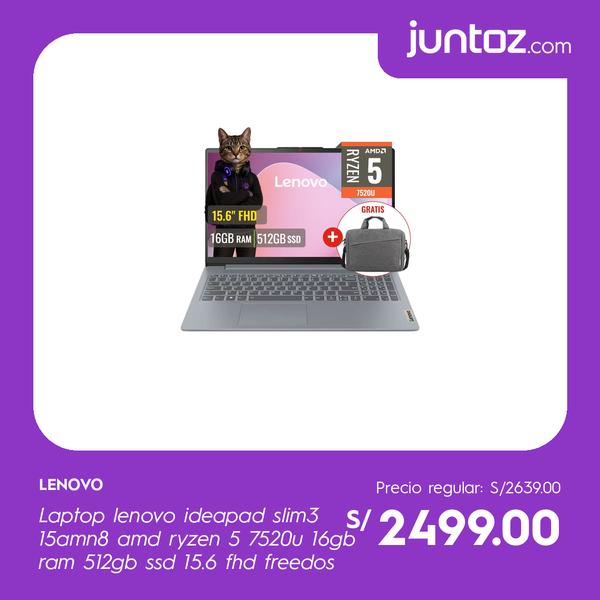 juntoz.com
AMD
RYZEN 5
7520U
Lenovo
GRATIS
15.6" FHD
16GB RAM 512GB SSD
+
LENOVO
Precio regular: S/2639.00
Laptop lenovo ideapad slim3
15amn8 amd ryzen 5 7520u 16gb
ram 512gb ssd 15.6 fhd freedos
S/ 2499.00